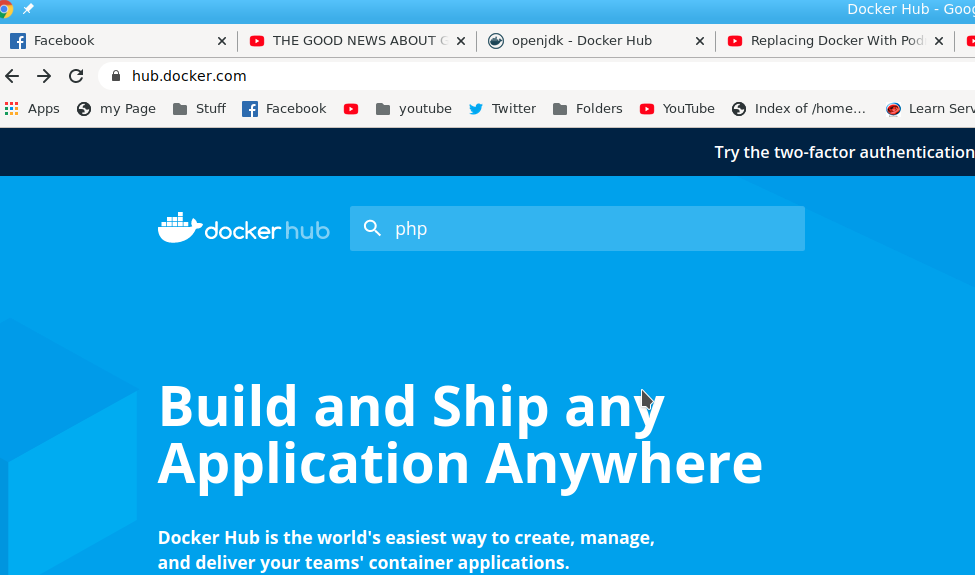 Docker Hub - Goo
Facebook
THE GOOD NEWS ABOUT
openjdk - Docker Hub
Replacing Docker With Pod
hub.docker.com
Apps
my Page
Stuff
Facebook
youtube
Twitter
Folders
YouTube
Index of /home...
Learn Serv
Try the two-factor authentication
docker hub
php
Build and Ship any
Application Anywhere
Docker Hub is the world's easiest way to create, manage,
and deliver your teams' container applications.